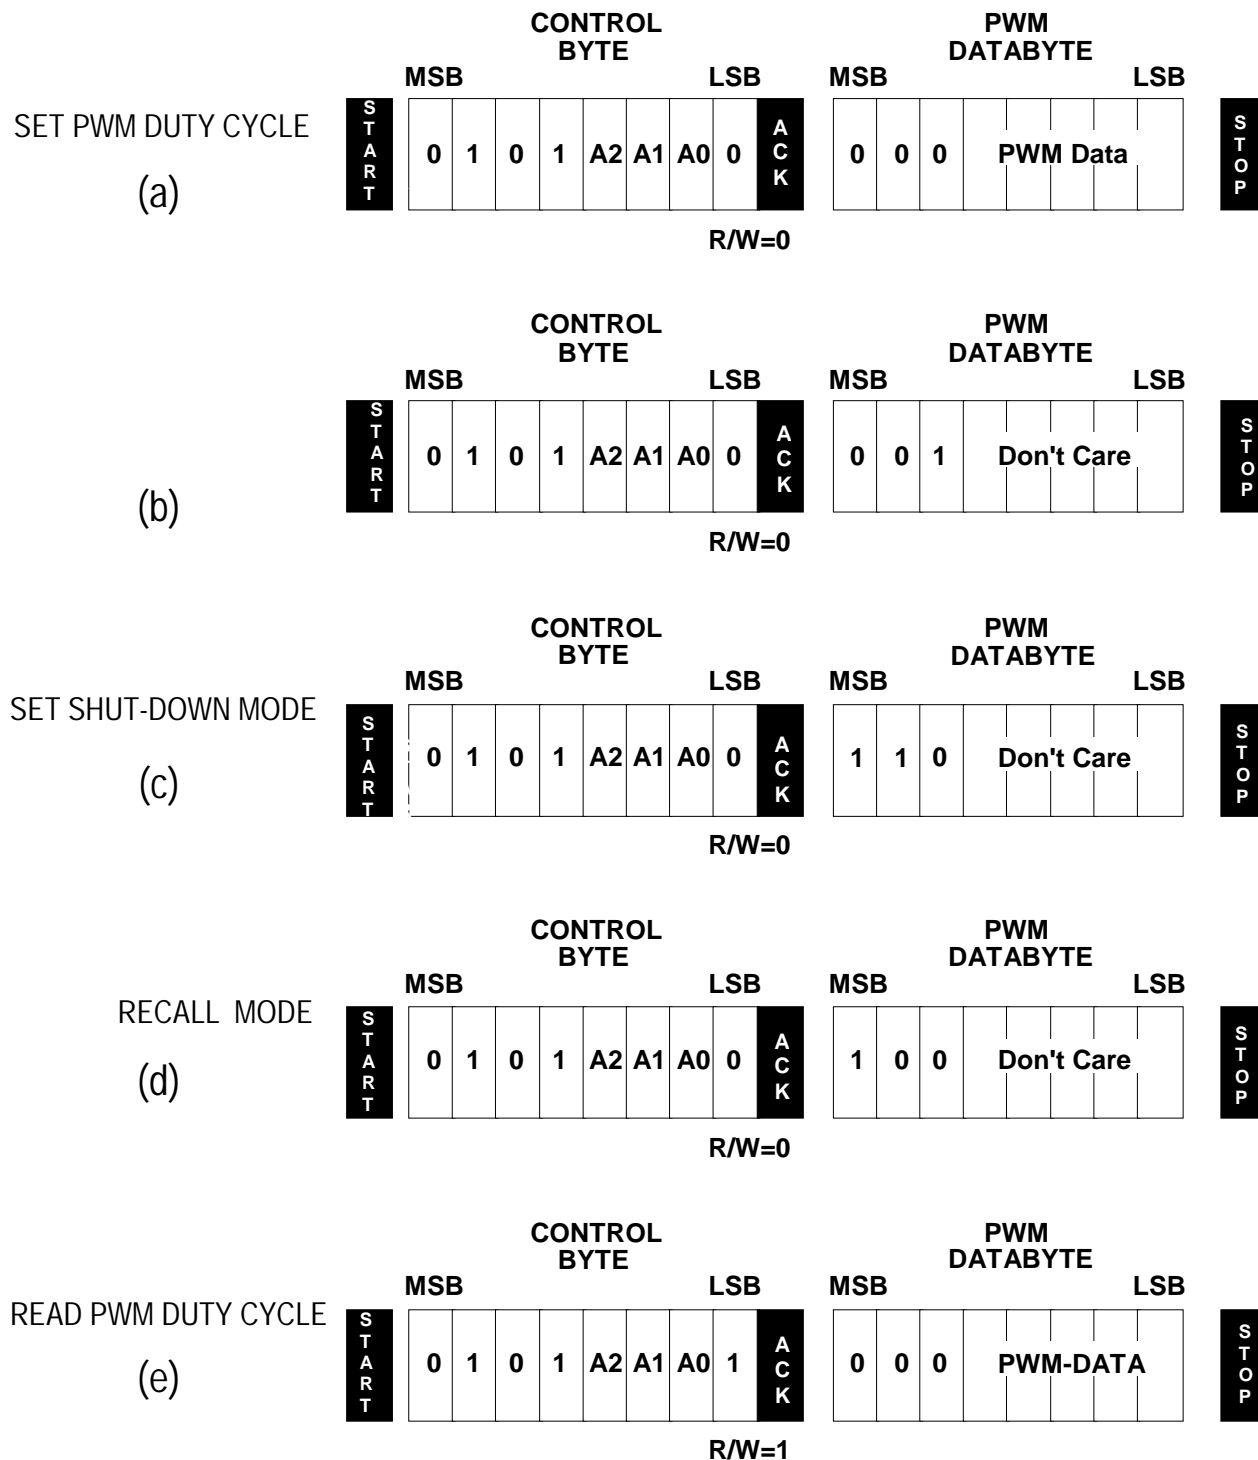 CONTROL BYTE PWM DATABYTE
MSB LSB MSB LSB
SET PWM DUTY CYCLE
(a)
START 0 1 0 1 A2 A1 A0 0 ACK 0 0 0 PWM Data STOP
R/W=0
CONTROL BYTE PWM DATABYTE
MSB LSB MSB LSB
(b)
START 0 1 0 1 A2 A1 A0 0 ACK 0 0 1 Don't Care STOP
R/W=0
CONTROL BYTE PWM DATABYTE
MSB LSB MSB LSB
SET SHUT-DOWN MODE
(c)
START 0 1 0 1 A2 A1 A0 0 ACK 1 1 0 Don't Care STOP
R/W=0
CONTROL BYTE PWM DATABYTE
MSB LSB MSB LSB
RECALL MODE
(d)
START 0 1 0 1 A2 A1 A0 0 ACK 1 0 0 Don't Care STOP
R/W=0
CONTROL BYTE PWM DATABYTE
MSB LSB MSB LSB
READ PWM DUTY CYCLE
(e)
START 0 1 0 1 A2 A1 A0 1 ACK 0 0 0 PWM-DATA STOP
R/W=1